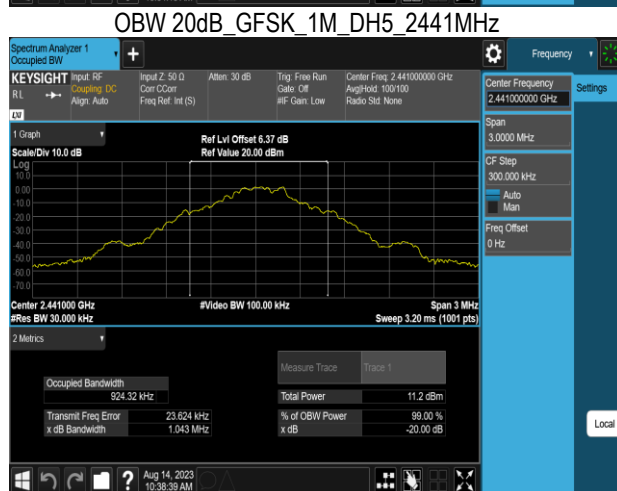 OBW 20dB_GFSK_1M_DH5_2441MHz
Spectrum Analyzer 1
Occupied BW
+
Frequency
KEYSIGHT
RL
Input: RF
Coupling: DC
Align: Auto
Input Z: 50 Ω
Corr CCorr
Freq Ref: Int (S)
Atten: 30 dB
Trig: Free Run
Gate: Off
#IF Gain: Low
Center Freq: 2.441000000 GHz
Avg|Hold: 100/100
Radio Std: None
LXI
Center Frequency
2.441000000 GHz
Settings
Span
3.0000 MHz
CF Step
300.000 kHz
Auto
Man
Freq Offset
0 Hz
1 Graph
Scale/Div 10.0 dB
Ref Lvl Offset 6.37 dB
Ref Value 20.00 dBm
Log
10.0
0.00
-10.0
-20.0
-30.0
-40.0
-50.0
-60.0
-70.0
Center 2.441000 GHz
#Res BW 30.000 kHz
#Video BW 100.00 kHz
Span 3 MHz
Sweep 3.20 ms (1001 pts)
2 Metrics
Measure Trace
Trace 1
Occupied Bandwidth
924.32 kHz
Total Power
11.2 dBm
Transmit Freq Error
23.624 kHz
% of OBW Power
99.00 %
x dB Bandwidth
1.043 MHz
x dB
-20.00 dB
Local
?
Aug 14, 2023
10:38:39 AM